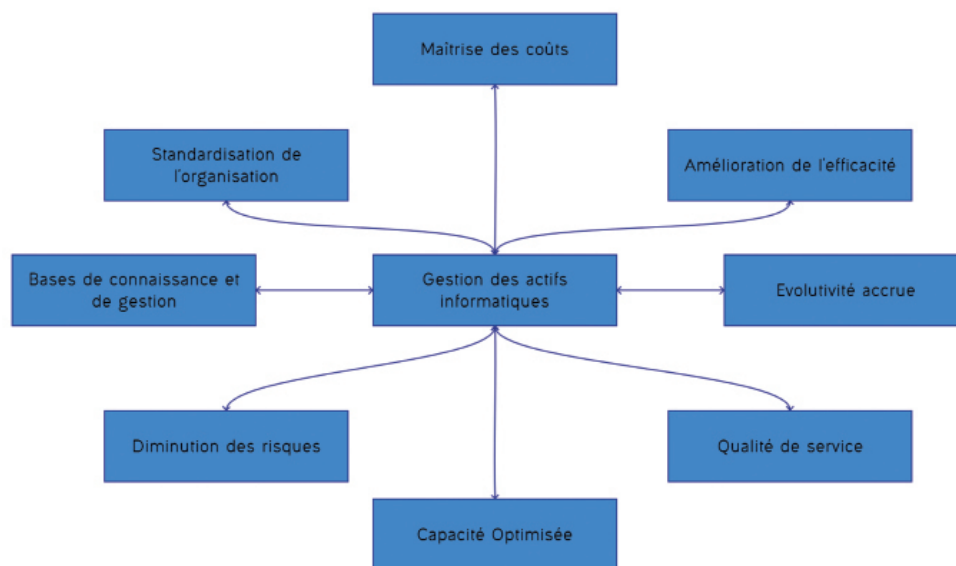 Maîtrise des coûts
Standardisation de
l'organisation
Amélioration de l'efficacité
Bases de connaissance et
de gestion
Gestion des actifs
informatiques
Evolutivité accrue
Diminution des risques
Qualité de service
Capacité Optimisée